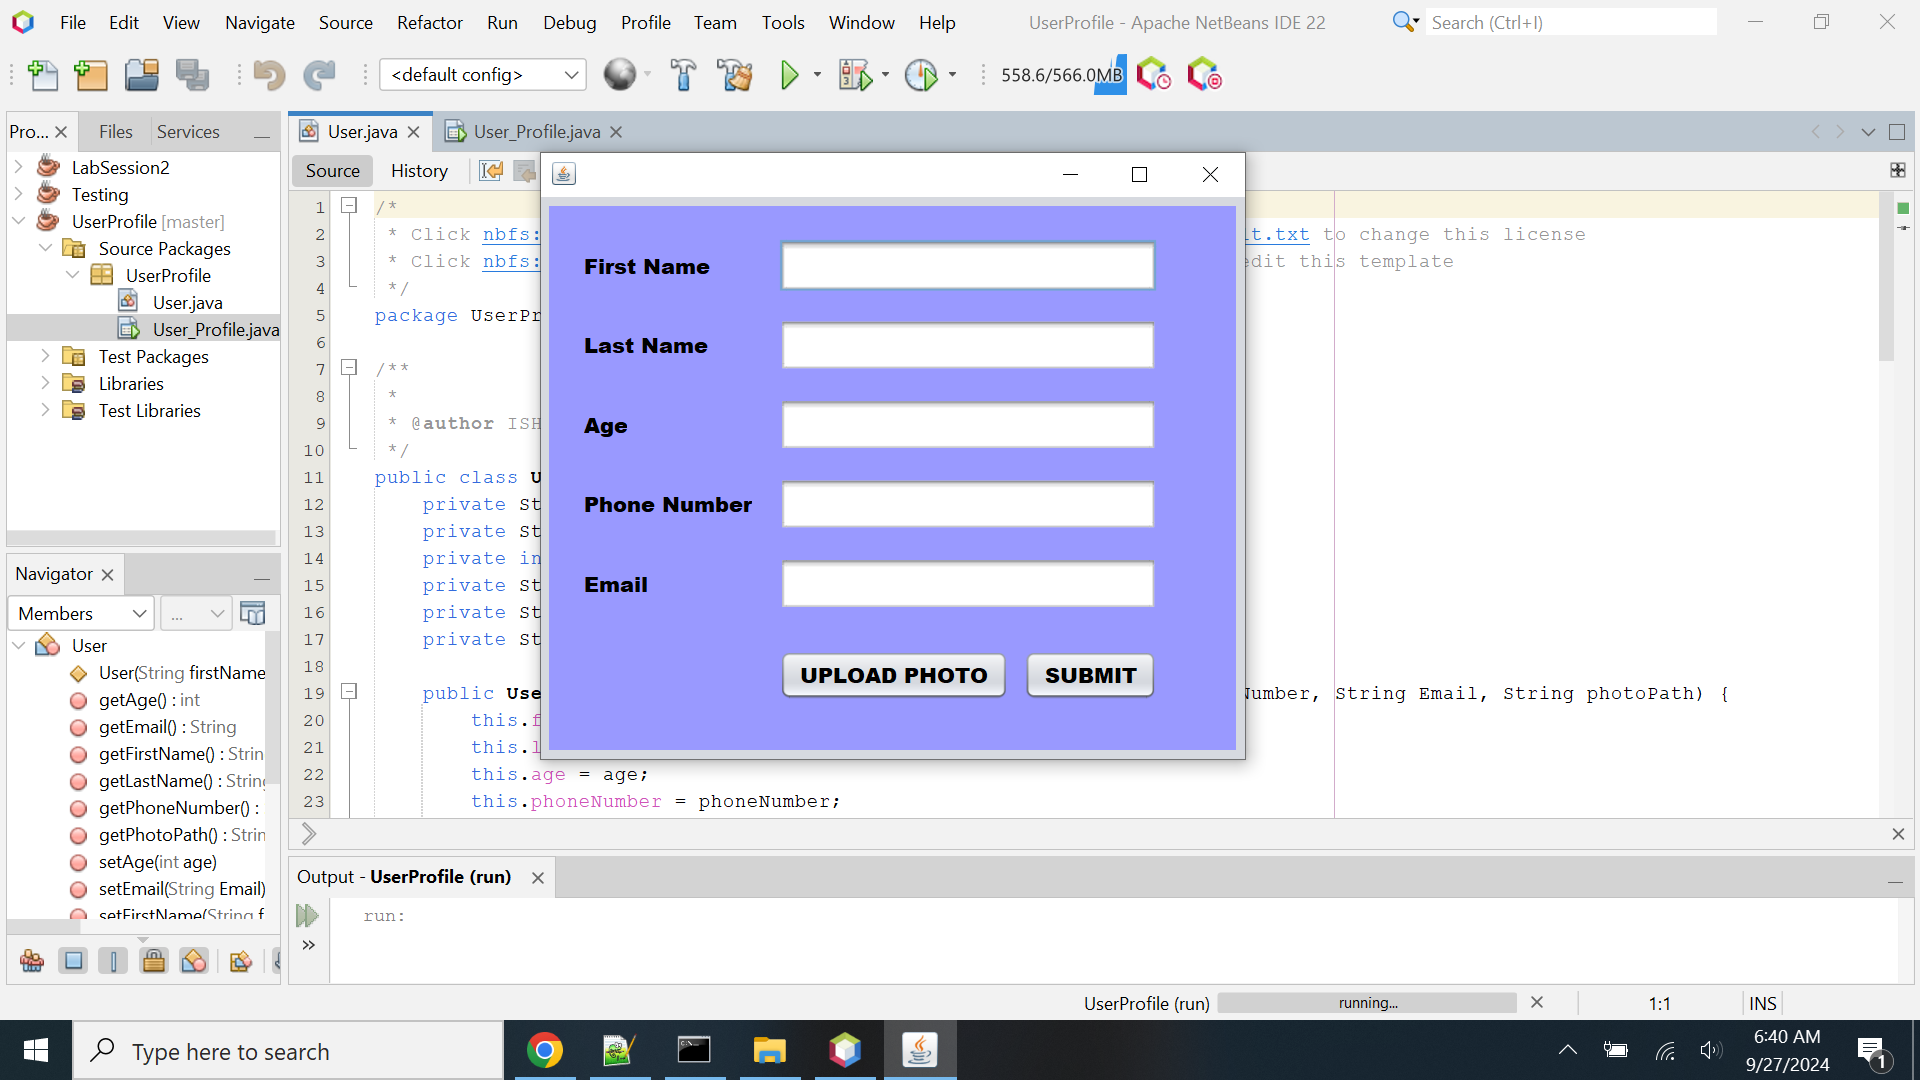 File Edit View Navigate Source Refactor Run Debug Profile Team Tools Window Help
UserProfile - Apache NetBeans IDE 22
Search (Ctrl+I)
<default config>
558.6/566.0MB
Pro... Files Services
LabSession2
Testing
UserProfile [master]
Source Packages
UserProfile
User.java
User_Profile.java
Test Packages
Libraries
Test Libraries
Navigator
Members
...
User
User(String firstName
getAge() : int
getEmail() : String
getFirstName() : Strin
getLastName() : String
getPhoneNumber() :
getPhotoPath() : Strin
setAge(int age)
setEmail(String Email)
setFirstName(String f
User.java User_Profile.java
Source History
1 /*
2 * Click nbfs: it.txt to change this license
3 * Click nbfs: edit this template
4 */
5 package UserPr
6
7 /**
8 *
9 * @author ISH
10 */
11 public class U
12 private St
13 private St
14 private in
15 private St
16 private St
17 private St
18
19 public Use Number, String Email, String photoPath) {
20 this.f
21 this.l
22 this.age = age;
23 this.phoneNumber = phoneNumber;
First Name
Last Name
Age
Phone Number
Email
UPLOAD PHOTO SUBMIT
Output - UserProfile (run)
run:
UserProfile (run) running... 1:1 INS
Type here to search
6:40 AM
9/27/2024
1